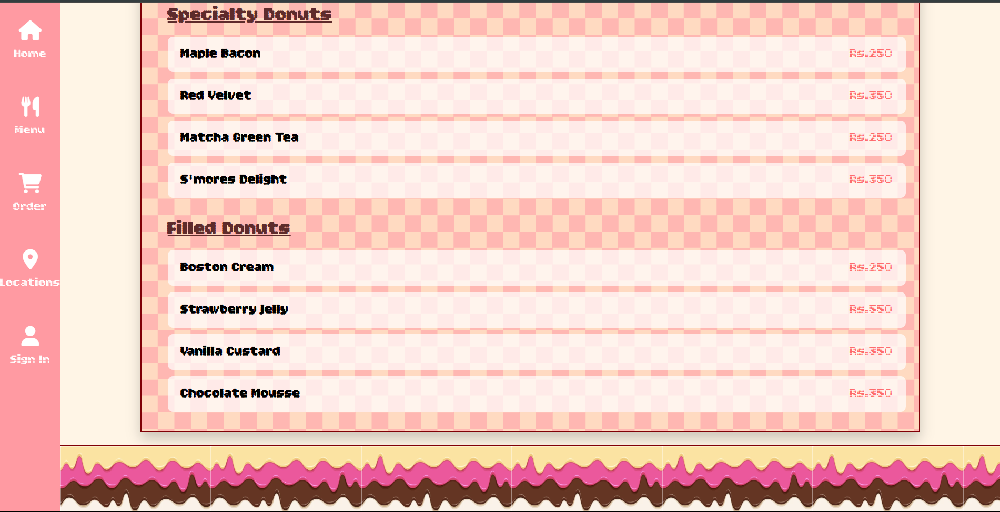 Home
Menu
Order
Locations
Sign In
Specialty Donuts
Maple Bacon Rs.250
Red Velvet Rs.350
Matcha Green Tea Rs.250
S'mores Delight Rs.350
Filled Donuts
Boston Cream Rs.250
Strawberry Jelly Rs.550
Vanilla Custard Rs.350
Chocolate Mousse Rs.350